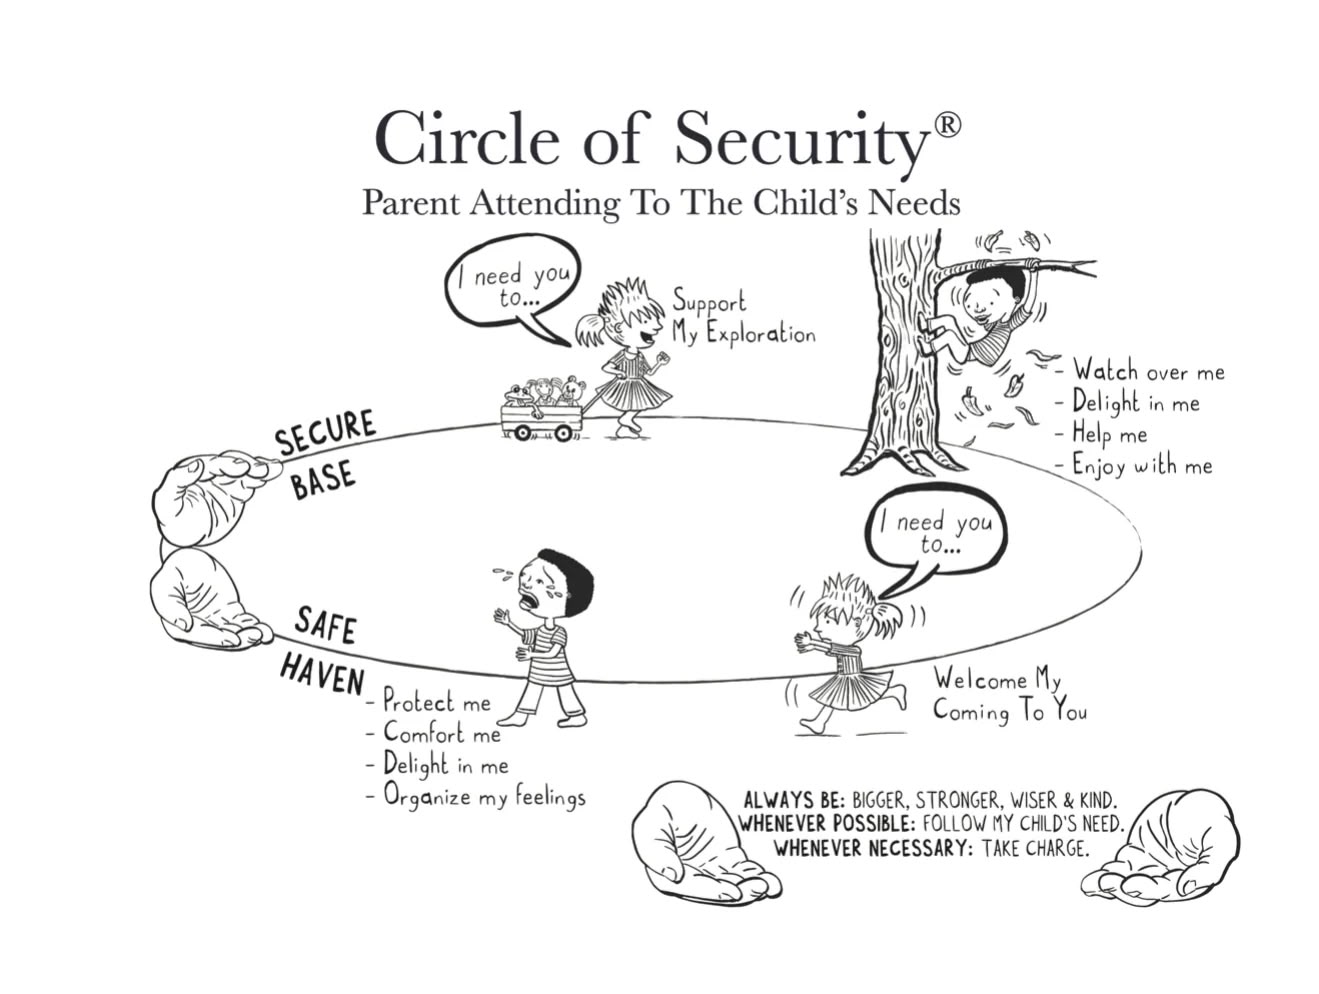 Circle of Security®
Parent Attending To The Child's Needs
I need you
to...
Support
My Exploration
- Watch over me
- Delight in me
- Help me
- Enjoy with me
SECURE
BASE
I need you
to...
SAFE
HAVEN
- Protect me
- Comfort me
- Delight in me
- Organize my feelings
Welcome My
Coming To You
ALWAYS BE: BIGGER, STRONGER, WISER & KIND.
WHENEVER POSSIBLE: FOLLOW MY CHILD'S NEED.
WHENEVER NECESSARY: TAKE CHARGE.